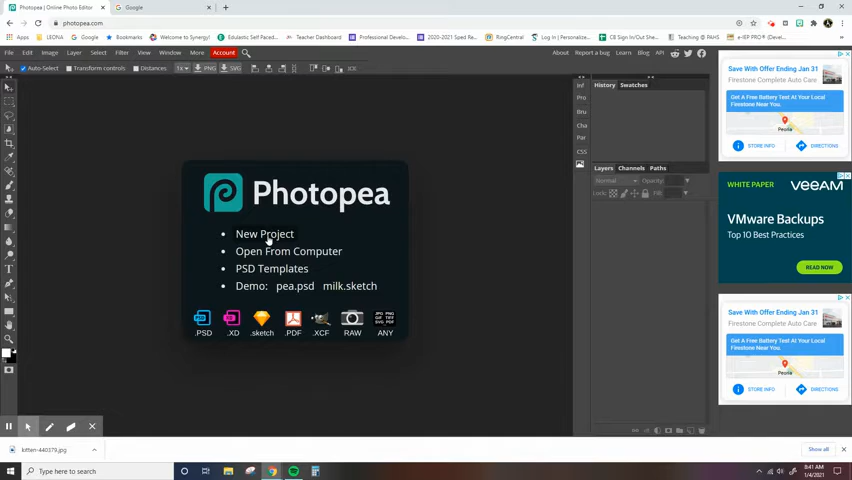 Photopea | Online Photo Editor
Google
photopea.com
Google
Bookmarks
Welcome to Synergy!
Edulastic Self Paced...
Teacher Dashboard
Professional Develo...
2020-2021 Sped Re...
RingCentral
Log In | Personalize...
CB Sign In/Out She...
Teaching @ PAHS
e-IEP PRO®
File Edit Image Layer Select Filter View Window More Account
About Report a bug Learn Blog API
Auto-Select Transform controls Distances 1x PNG SVG
Inf
Pro
Bru
Cha
Par
CSS
History Swatches
Layers Channels Paths
Normal Opacity:
Lock: Fill:
Photopea
New Project
Open From Computer
PSD Templates
Demo: pea.psd milk.sketch
.PSD .XD .sketch .PDF .XCF RAW ANY
Save With Offer Ending Jan 31
Firestone Complete Auto Care
Get A Free Battery Test At Your Local
Firestone Near You.
Peoria
STORE INFO DIRECTIONS
WHITE PAPER VEEAM
VMware Backups
Top 10 Best Practices
READ NOW
Save With Offer Ending Jan 31
Firestone Complete Auto Care
Get A Free Battery Test At Your Local
Firestone Near You.
Peoria
STORE INFO DIRECTIONS
kitten-440379.jpg
Show all
Type here to search
8:41 AM
1/4/2021